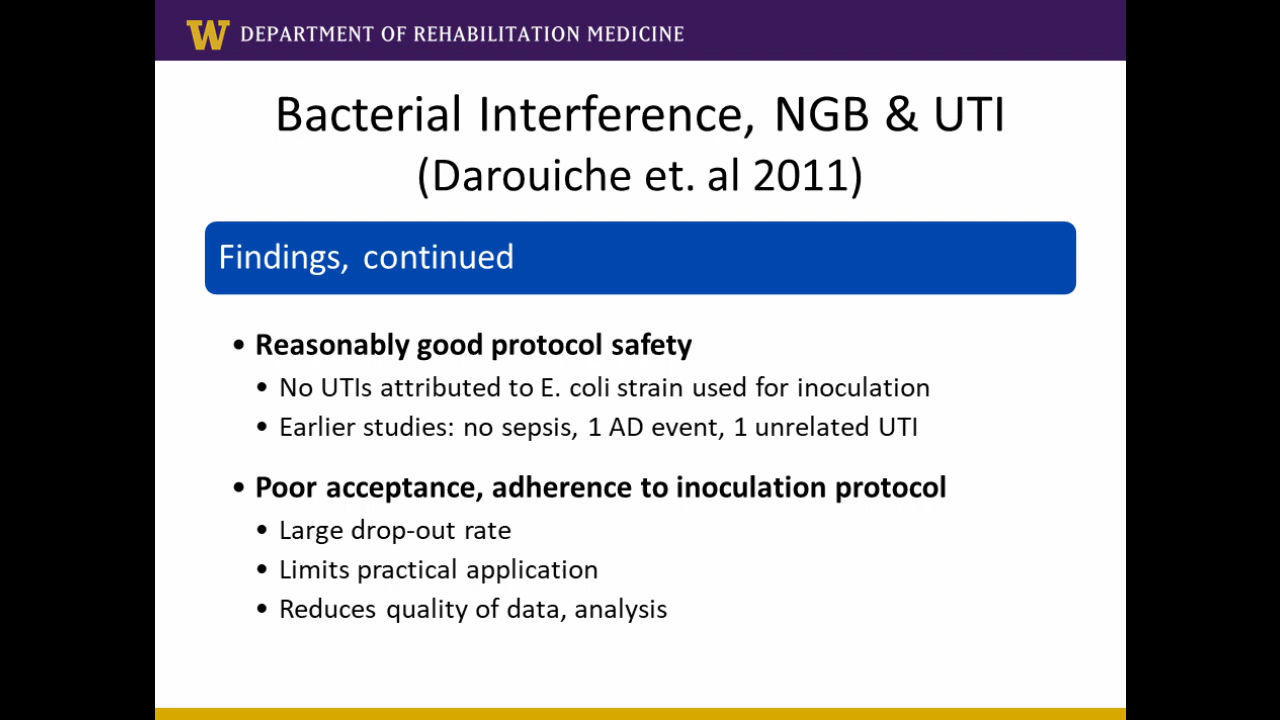 W DEPARTMENT OF REHABILITATION MEDICINE
Bacterial Interference, NGB & UTI
(Darouiche et. al 2011)
Findings, continued
• Reasonably good protocol safety
• No UTIs attributed to E. coli strain used for inoculation
• Earlier studies: no sepsis, 1 AD event, 1 unrelated UTI
• Poor acceptance, adherence to inoculation protocol
• Large drop-out rate
• Limits practical application
• Reduces quality of data, analysis